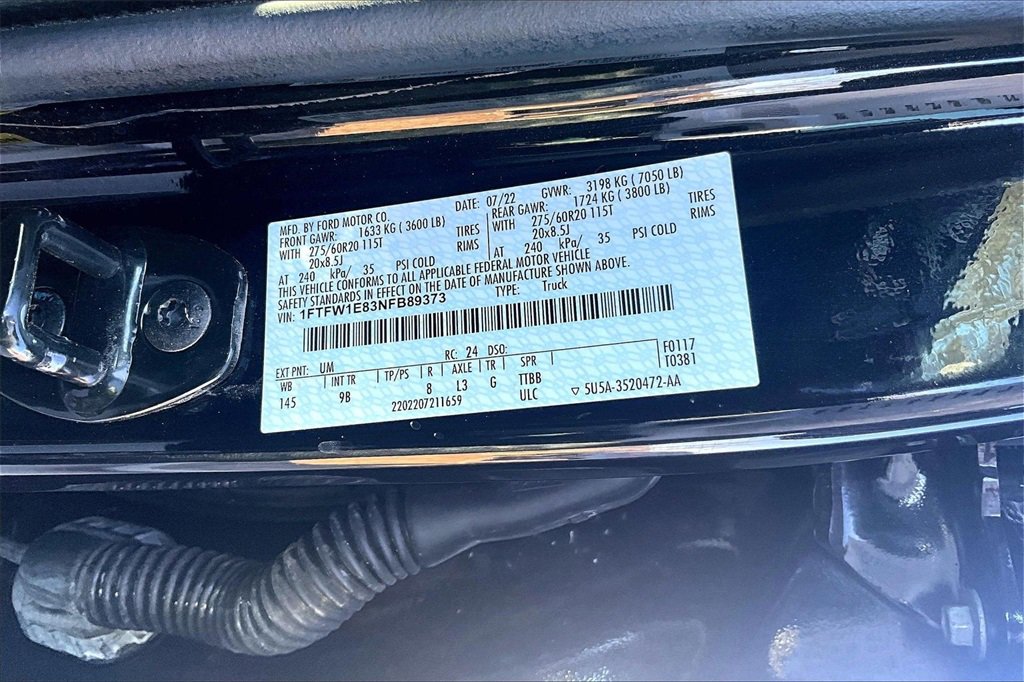 MFD. BY FORD MOTOR CO. DATE: 07/22 GVWR: 3198 KG ( 7050 LB)
FRONT GAWR: 1633 KG ( 3600 LB) REAR GAWR: 1724 KG ( 3800 LB)
WITH 275/60R20 115T TIRES WITH 275/60R20 115T TIRES
20x8.5J RIMS 20x8.5J RIMS
AT 240 kPa/ 35 PSI COLD AT 240 kPa/ 35 PSI COLD
THIS VEHICLE CONFORMS TO ALL APPLICABLE FEDERAL MOTOR VEHICLE
SAFETY STANDARDS IN EFFECT ON THE DATE OF MANUFACTURE SHOWN ABOVE.
VIN: 1FTFW1E83NFB89373 TYPE: Truck
F0117
T0381
EXT PNT: UM RC: 24 DSO:
WB INT TR TP/PS R AXLE TR SPR
145 9B 8 L3 G TTBB
2202207211659 ULC ▽ 5U5A-3520472-AA